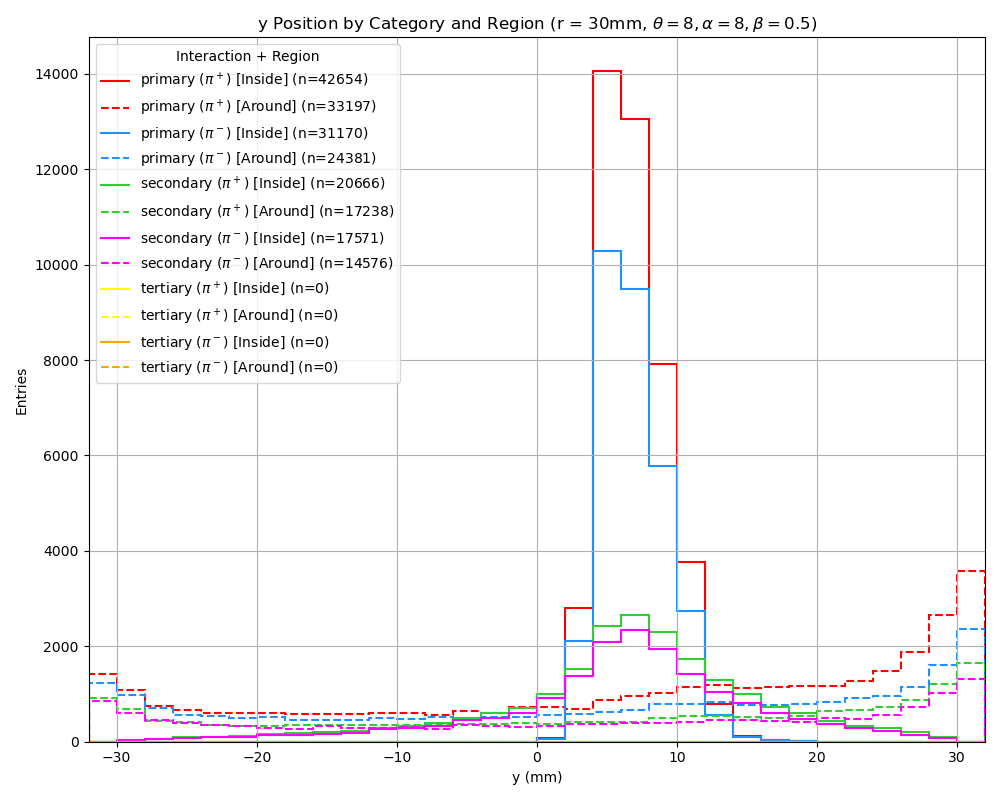 y Position by Category and Region (r = 30mm, θ = 8, α = 8, β = 0.5)
Interaction + Region
primary (π⁺) [Inside] (n=42654)
primary (π⁺) [Around] (n=33197)
primary (π⁻) [Inside] (n=31170)
primary (π⁻) [Around] (n=24381)
secondary (π⁺) [Inside] (n=20666)
secondary (π⁺) [Around] (n=17238)
secondary (π⁻) [Inside] (n=17571)
secondary (π⁻) [Around] (n=14576)
tertiary (π⁺) [Inside] (n=0)
tertiary (π⁺) [Around] (n=0)
tertiary (π⁻) [Inside] (n=0)
tertiary (π⁻) [Around] (n=0)
14000
12000
10000
8000
6000
4000
2000
0
Entries
−30 −20 −10 0 10 20 30
y (mm)